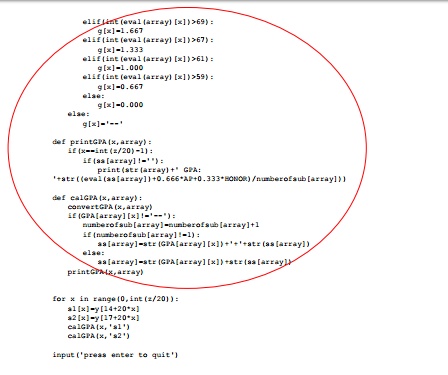 elif(int(eval(array)[x])>69):
g[x]=1.667
elif(int(eval(array)[x])>67):
g[x]=1.333
elif(int(eval(array)[x])>61):
g[x]=1.000
elif(int(eval(array)[x])>59):
g[x]=0.667
else:
g[x]=0.000
else:
g[x]='--'
def printGPA(x,array):
if(x==int(z/20)-1):
if(ss[array]!=''):
print(str(array)+' GPA:
'+str((eval(ss[array])+0.666*AP+0.333*HONOR)/numberofsub[array]))
def calGPA(x,array):
convertGPA(x,array)
if(GPA[array][x]!='--'):
numberofsub[array]=numberofsub[array]+1
if(numberofsub[array]!=1):
ss[array]=str(GPA[array][x])+'+'+str(ss[array])
else:
ss[array]=str(GPA[array][x])+str(ss[array])
printGPA(x,array)
for x in range(0,int(z/20)):
s1[x]=y[14+20*x]
s2[x]=y[17+20*x]
calGPA(x,'s1')
calGPA(x,'s2')
input('press enter to quit')